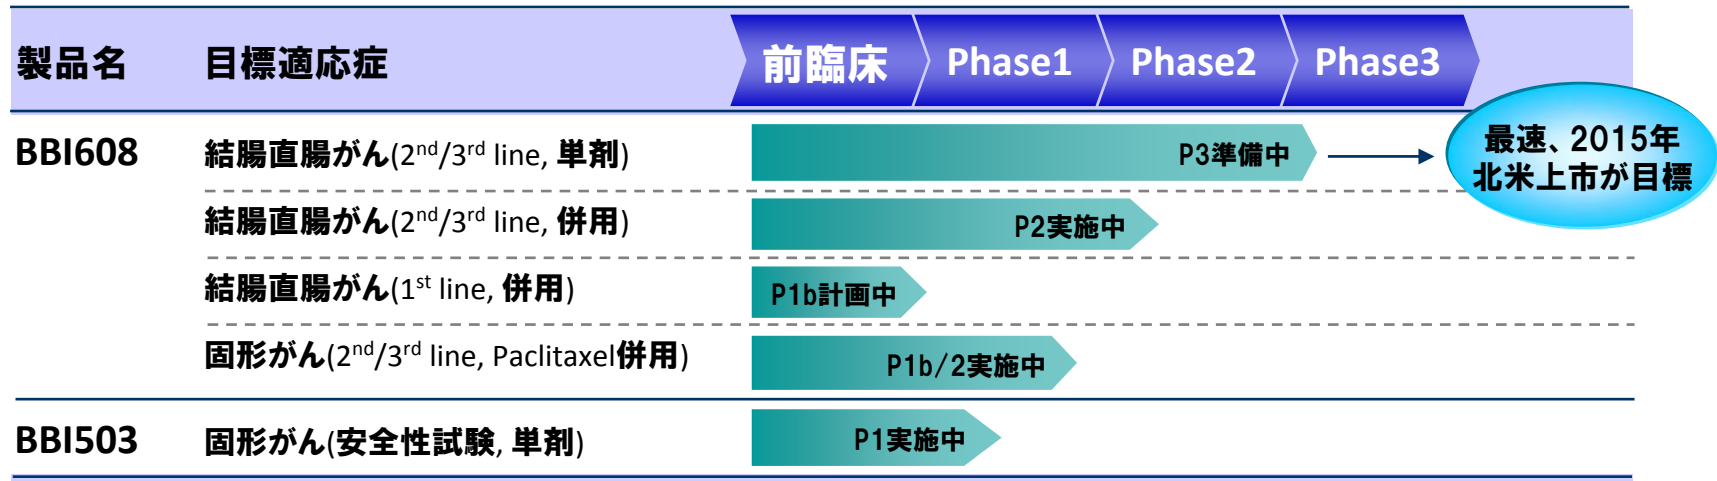 製品名 目標適応症 前臨床 Phase1 Phase2 Phase3
BBI608 結腸直腸がん(2nd/3rd line, 単剤) P3準備中
最速、2015年
北米上市が目標
結腸直腸がん(2nd/3rd line, 併用) P2実施中
結腸直腸がん(1st line, 併用) P1b計画中
固形がん(2nd/3rd line, Paclitaxel併用) P1b/2実施中
BBI503 固形がん(安全性試験, 単剤) P1実施中